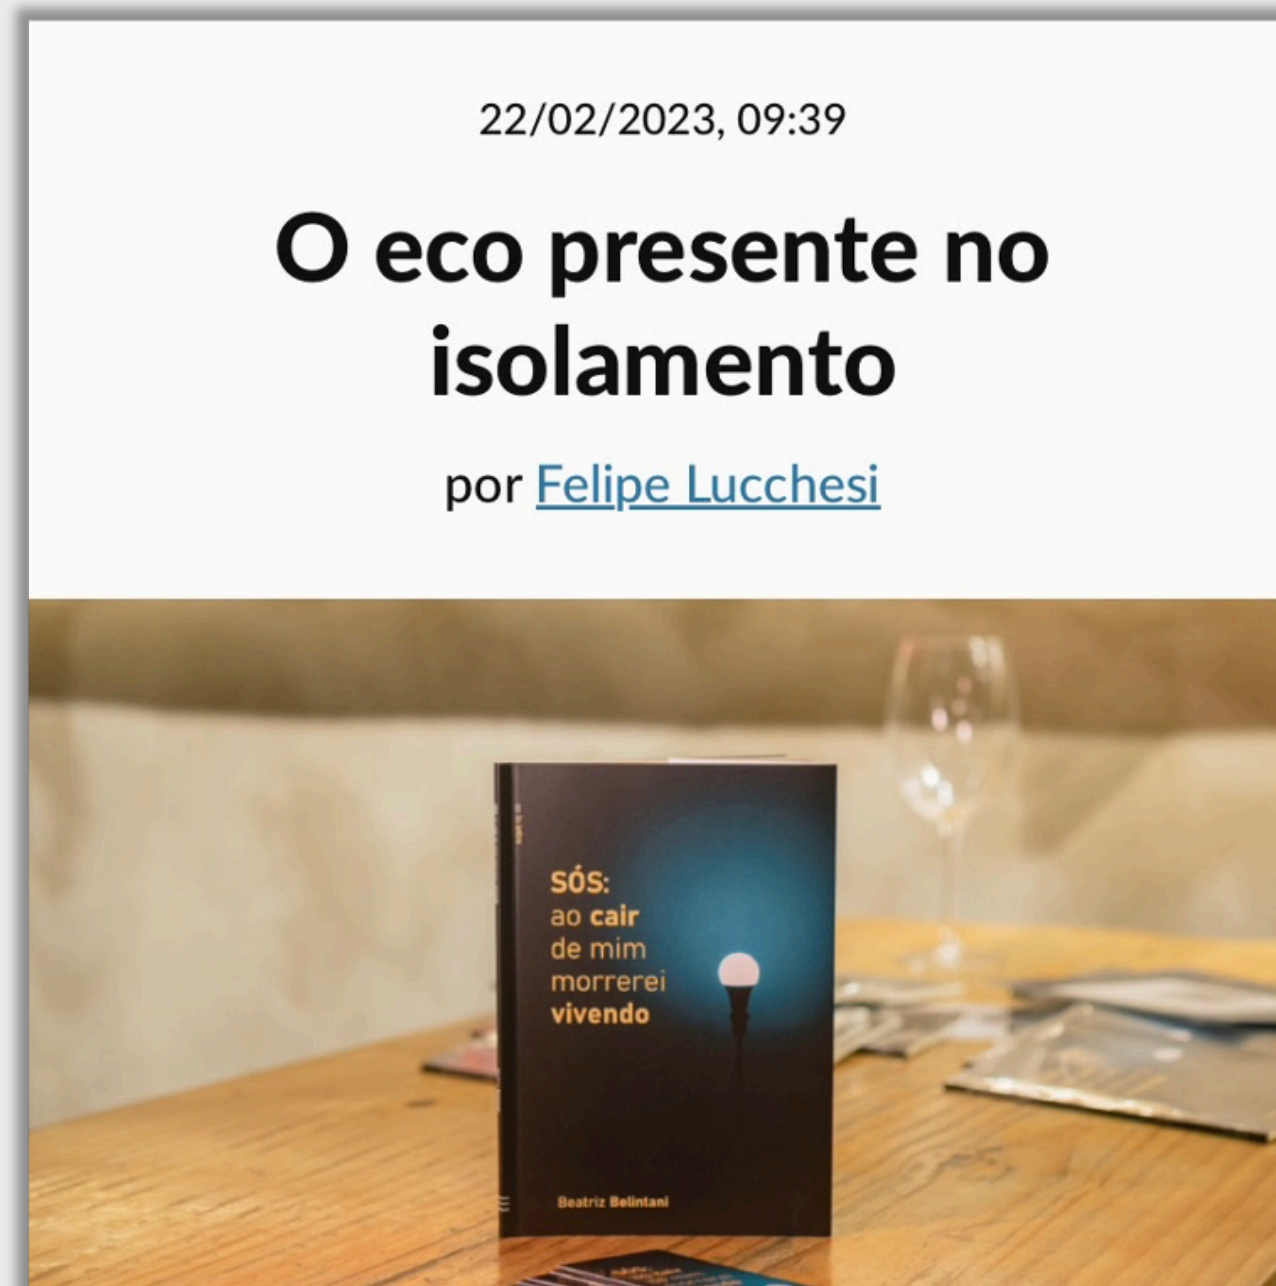 22/02/2023, 09:39
O eco presente no
isolamento
por Felipe Lucchesi
SÓS:
ao cair
de mim
morrerei
vivendo
Beatriz Belintani